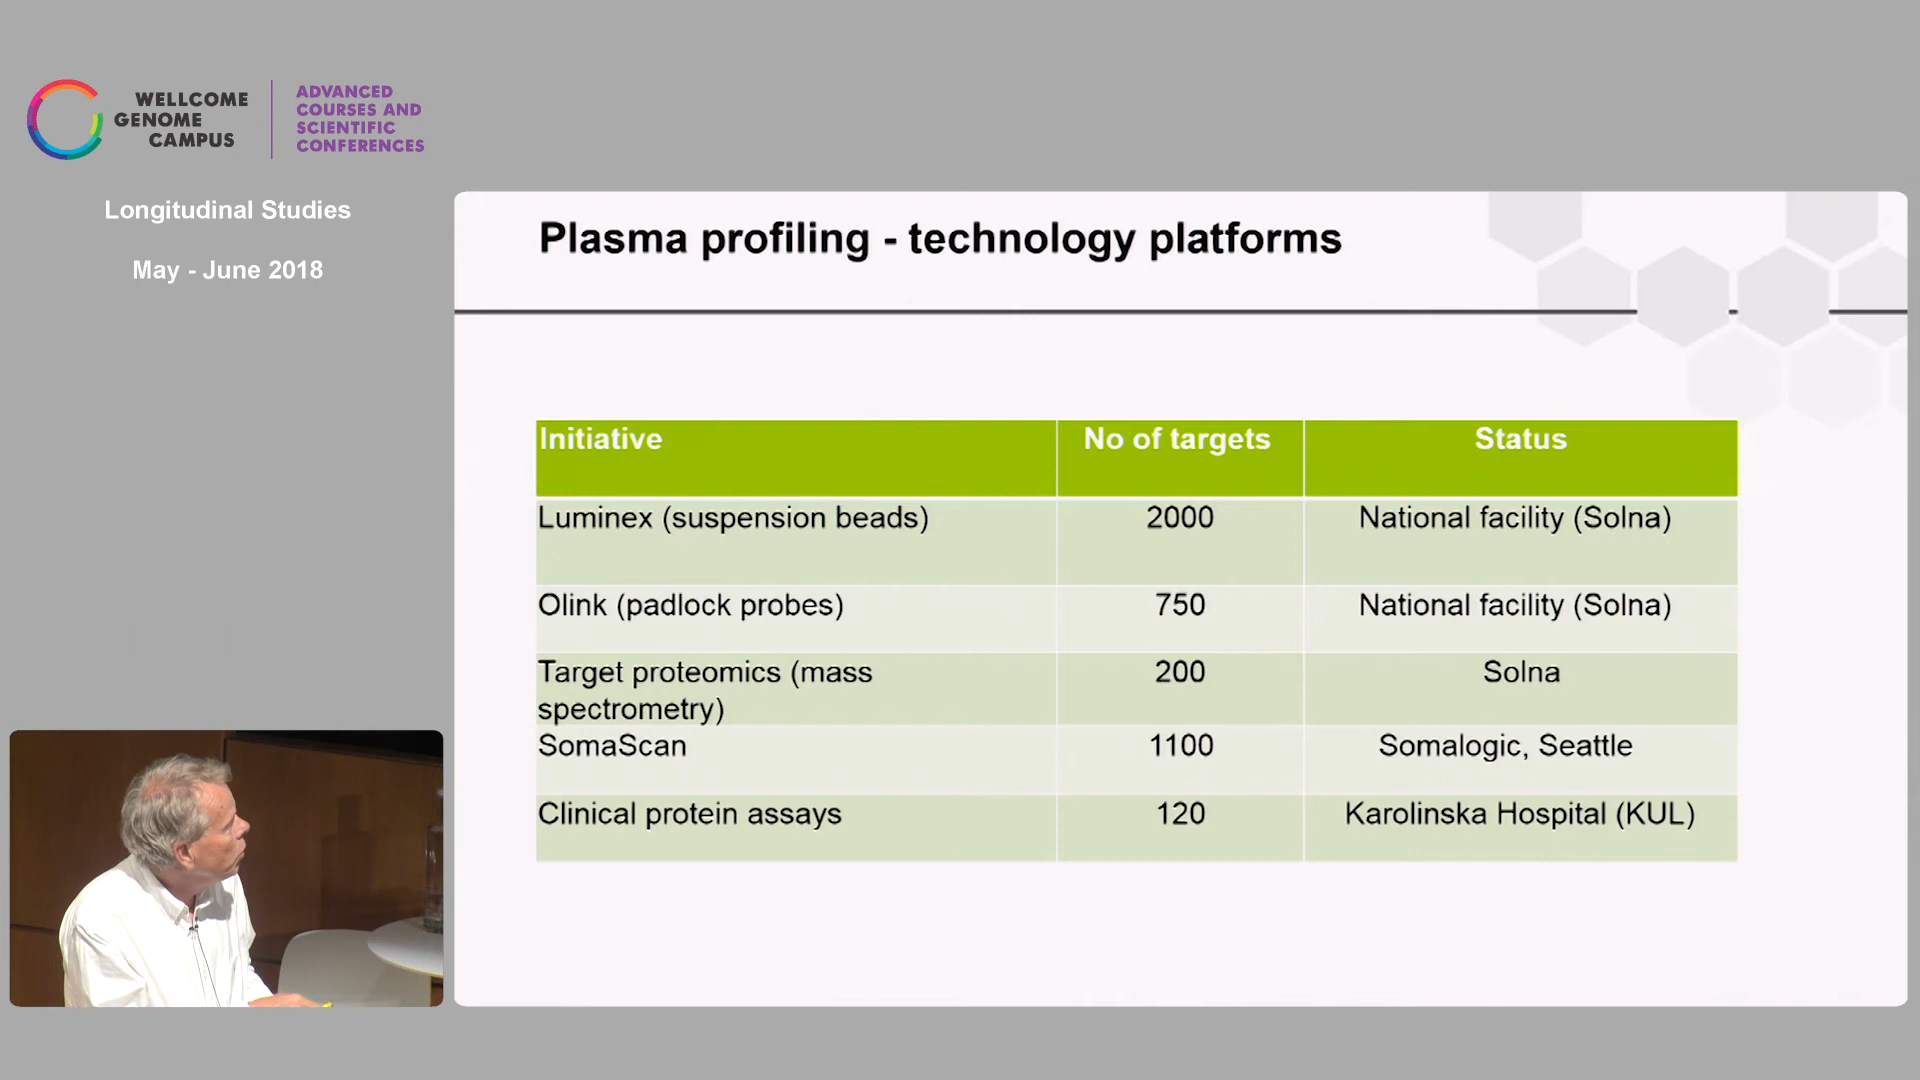 WELLCOME
GENOME
CAMPUS
ADVANCED
COURSES AND
SCIENTIFIC
CONFERENCES
Longitudinal Studies
May - June 2018
Plasma profiling - technology platforms
Initiative No of targets Status
Luminex (suspension beads) 2000 National facility (Solna)
Olink (padlock probes) 750 National facility (Solna)
Target proteomics (mass 200 Solna
spectrometry)
SomaScan 1100 Somalogic, Seattle
Clinical protein assays 120 Karolinska Hospital (KUL)